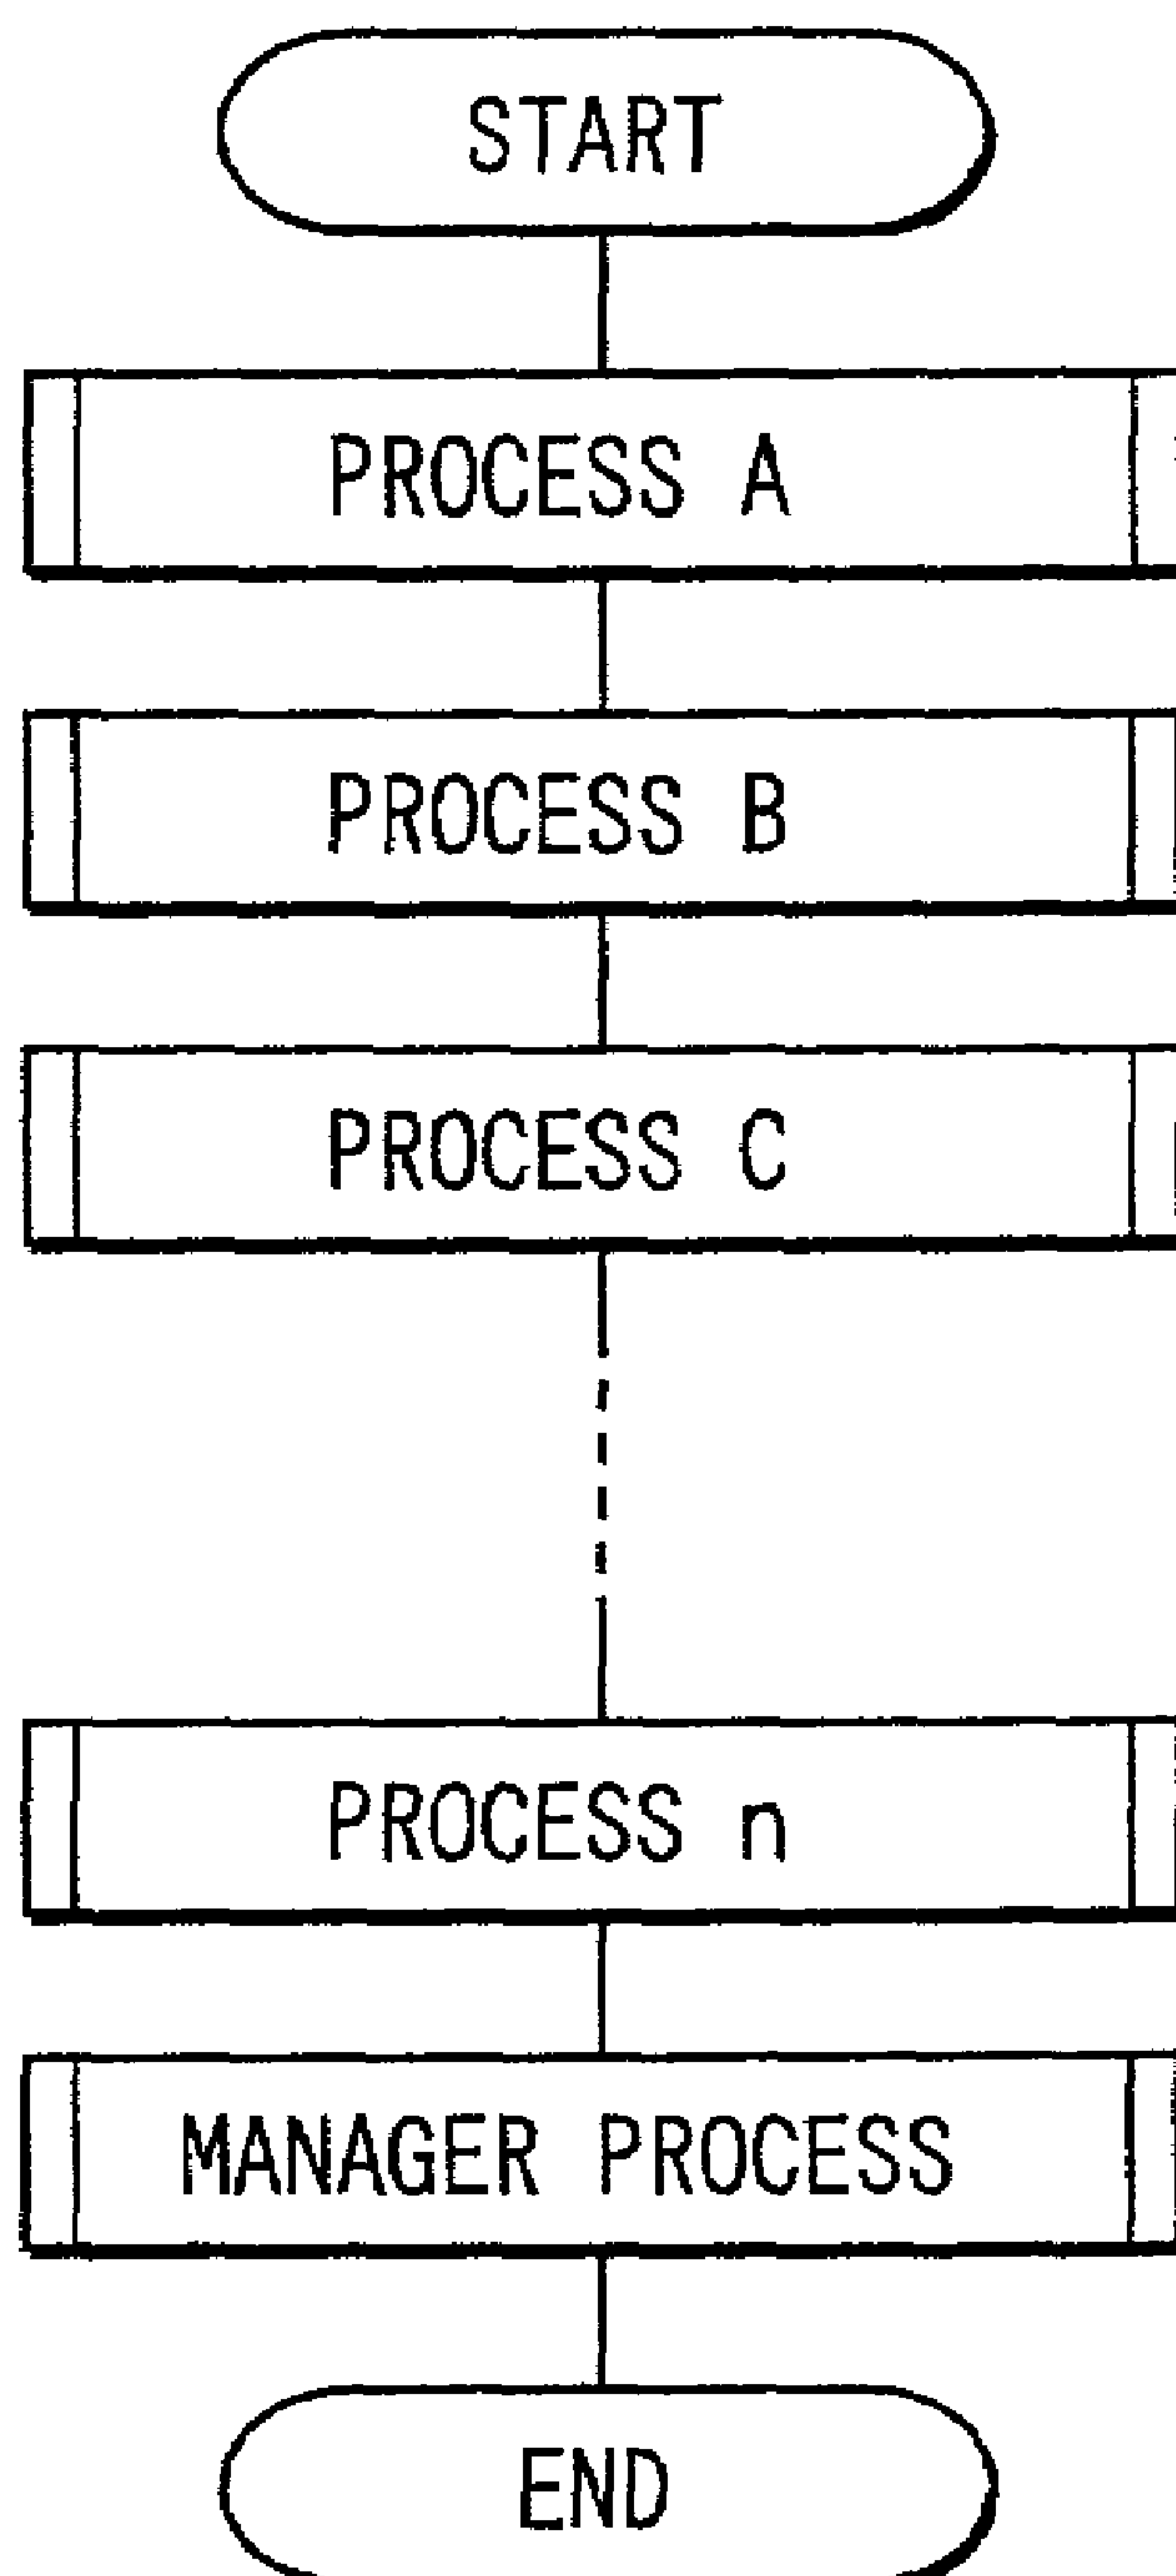 START
PROCESS A
PROCESS B
PROCESS C
PROCESS n
MANAGER PROCESS
END